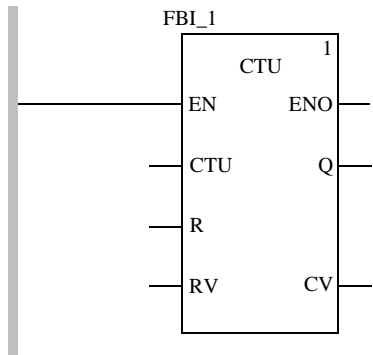 FBI_1
1
CTU
EN ENO
CTU Q
R
RV CV